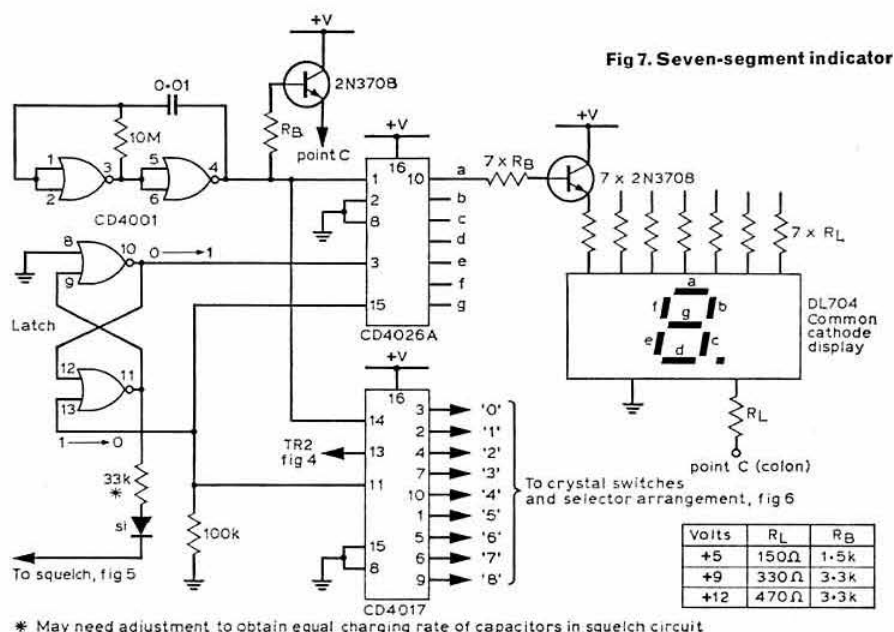 Fig 7. Seven-segment indicator
+V
2N3708
0·01
10M
RB
point C
1
2
3
5
6
4
CD4001
+V
16
1
10
2
8
3
15
CD4026A
a
b
c
d
e
f
g
7 x RB
+V
7 x 2N3708
7 x RL
a
f
b
g
e
c
d
DL704
Common
cathode
display
RL
point C (colon)
8
9
10
0 → 1
Latch
12
13
11
1 → 0
33k
*
si
To squelch, fig 5
100k
+V
16
14
13
11
15
8
TR2
fig 4
3 '0'
2 '1'
4 '2'
7 '3'
10 '4'
1 '5'
5 '6'
6 '7'
9 '8'
CD4017
To crystal switches
and selector arrangement, fig 6
Volts RL RB
+5 150Ω 1·5k
+9 330Ω 3·3k
+12 470Ω 3·3k
* May need adjustment to obtain equal charging rate of capacitors in squelch circuit